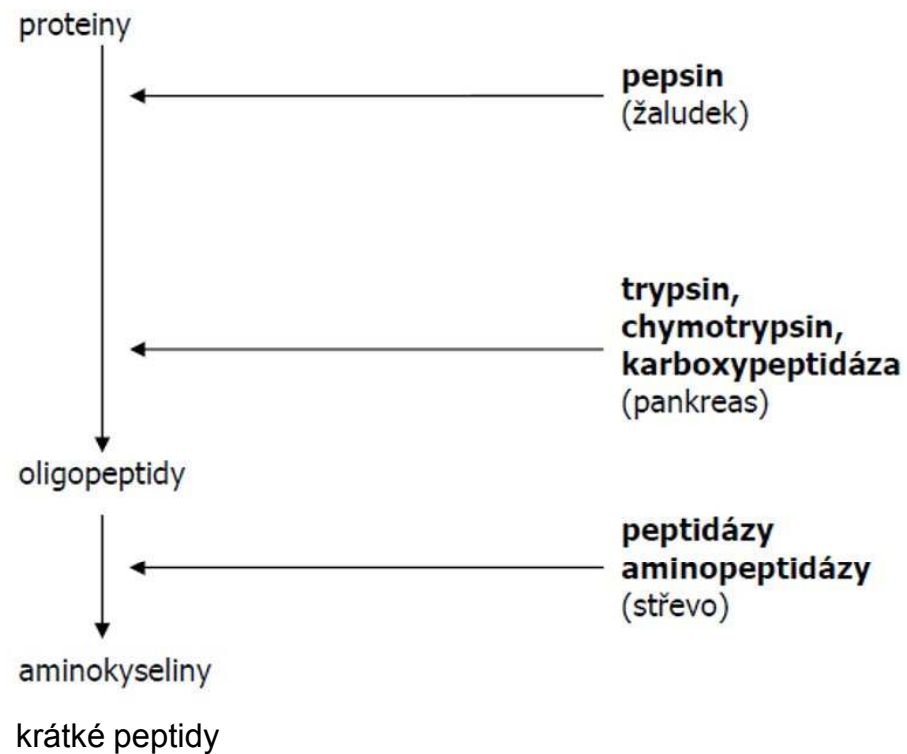 proteiny
pepsin
(žaludek)
trypsin,
chymotrypsin,
karboxypeptidáza
(pankreas)
oligopeptidy
peptidázy
aminopeptidázy
(střevo)
aminokyseliny
krátké peptidy